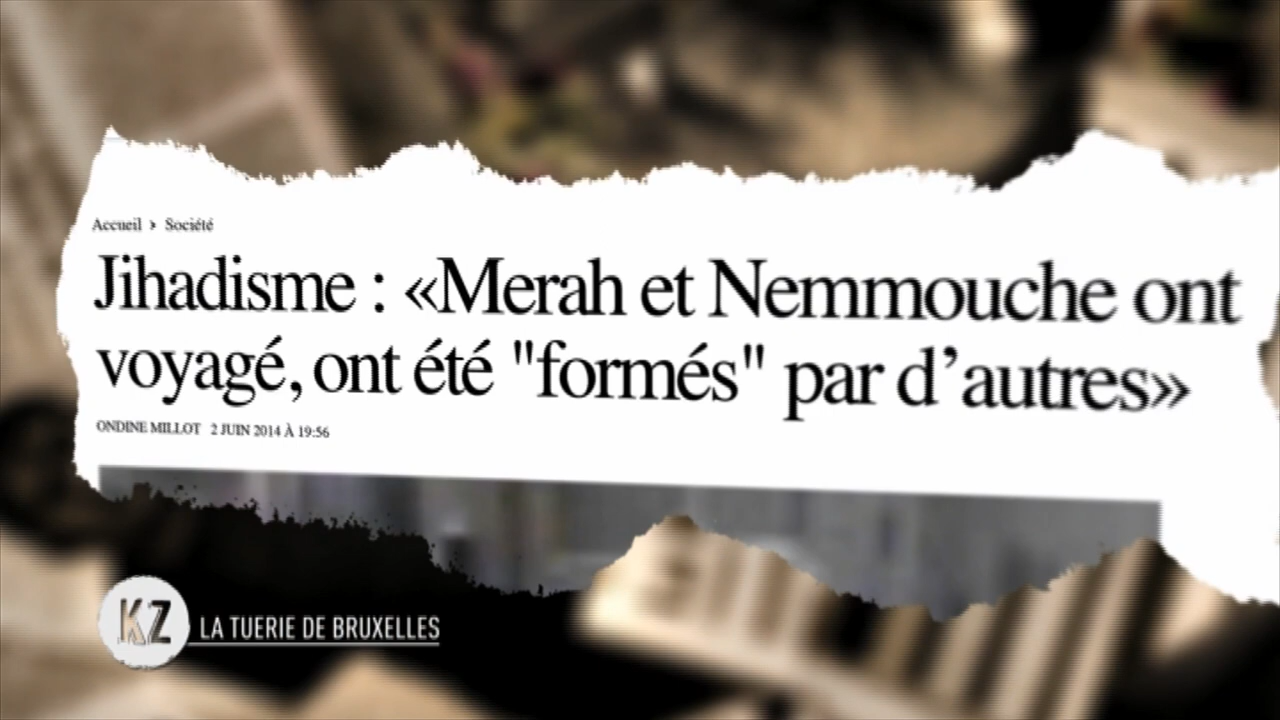 Accueil › Société
Jihadisme : «Merah et Nemmouche ont
voyagé, ont été "formés" par d’autres»
ONDINE MILLOT 2 JUIN 2014 À 19:56
KZ
LA TUERIE DE BRUXELLES